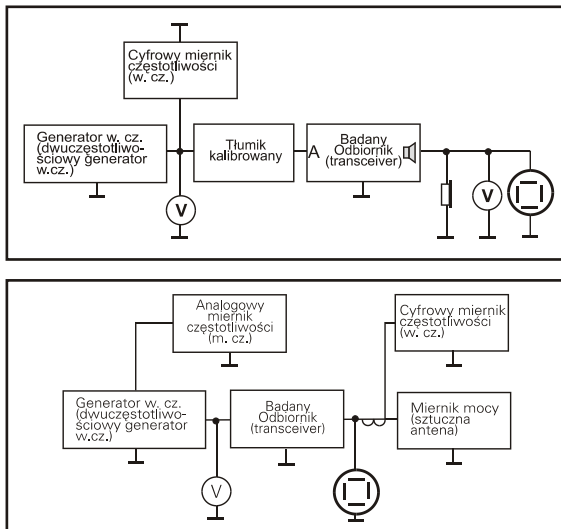 Cyfrowy miernik
częstotliwości
(w. cz.)
Generator w. cz.
(dwuczęstotliwo-
ściowy generator
w.cz.)
Tłumik
kalibrowany
A
Badany
Odbiornik
(transceiver)
V
V
Analogowy
miernik
częstotliwości
(m. cz.)
Cyfrowy miernik
częstotliwości
(w. cz.)
Generator w. cz.
(dwuczęstotliwo-
ściowy generator
w.cz.)
Badany
Odbiornik
(transceiver)
Miernik mocy
(sztuczna
antena)
V